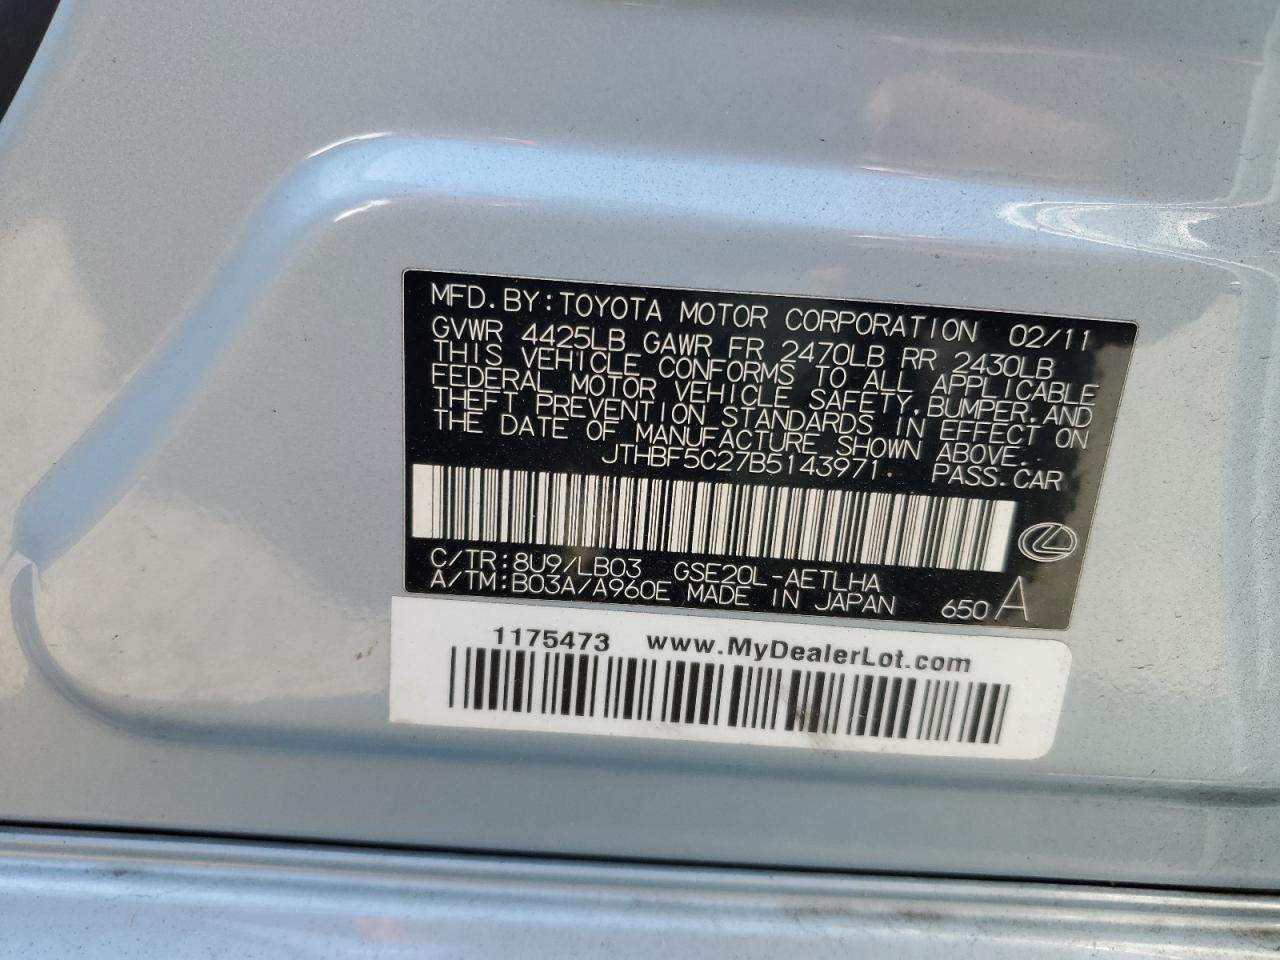 MFD.BY:TOYOTA MOTOR CORPORATION 02/11
GVWR 4425LB GAWR FR 2470LB RR 2430LB
THIS VEHICLE CONFORMS TO ALL APPLICABLE
FEDERAL MOTOR VEHICLE SAFETY,BUMPER,AND
THEFT PREVENTION STANDARDS IN EFFECT ON
THE DATE OF MANUFACTURE SHOWN ABOVE.
JTHBF5C27B5143971 PASS.CAR
C/TR:8U9/LB03 GSE20L-AETLHA
A/TM:B03A/A960E MADE IN JAPAN 650 A
1175473 www.MyDealerLot.com